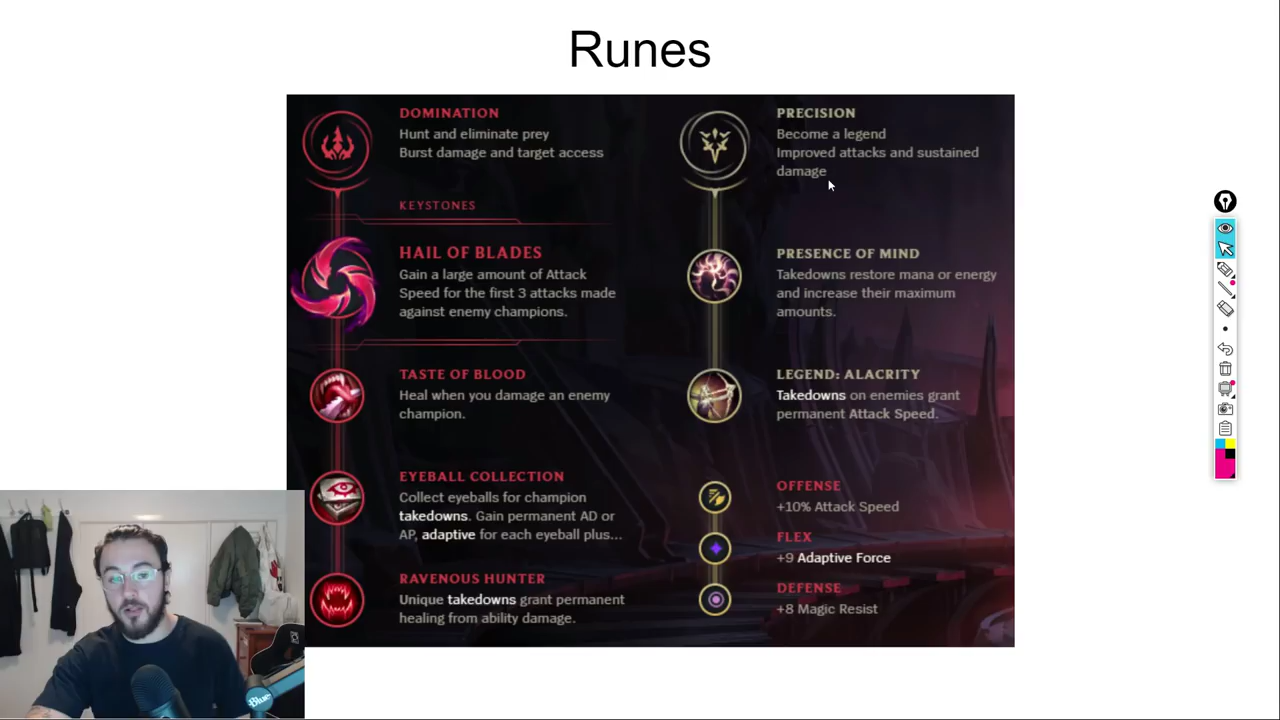 Runes
DOMINATION
Hunt and eliminate prey
Burst damage and target access
KEYSTONES
HAIL OF BLADES
Gain a large amount of Attack
Speed for the first 3 attacks made
against enemy champions.
TASTE OF BLOOD
Heal when you damage an enemy
champion.
EYEBALL COLLECTION
Collect eyeballs for champion
takedowns. Gain permanent AD or
AP, adaptive for each eyeball plus...
RAVENOUS HUNTER
Unique takedowns grant permanent
healing from ability damage.
PRECISION
Become a legend
Improved attacks and sustained
damage
PRESENCE OF MIND
Takedowns restore mana or energy
and increase their maximum
amounts.
LEGEND: ALACRITY
Takedowns on enemies grant
permanent Attack Speed.
OFFENSE
+10% Attack Speed
FLEX
+9 Adaptive Force
DEFENSE
+8 Magic Resist
Blue